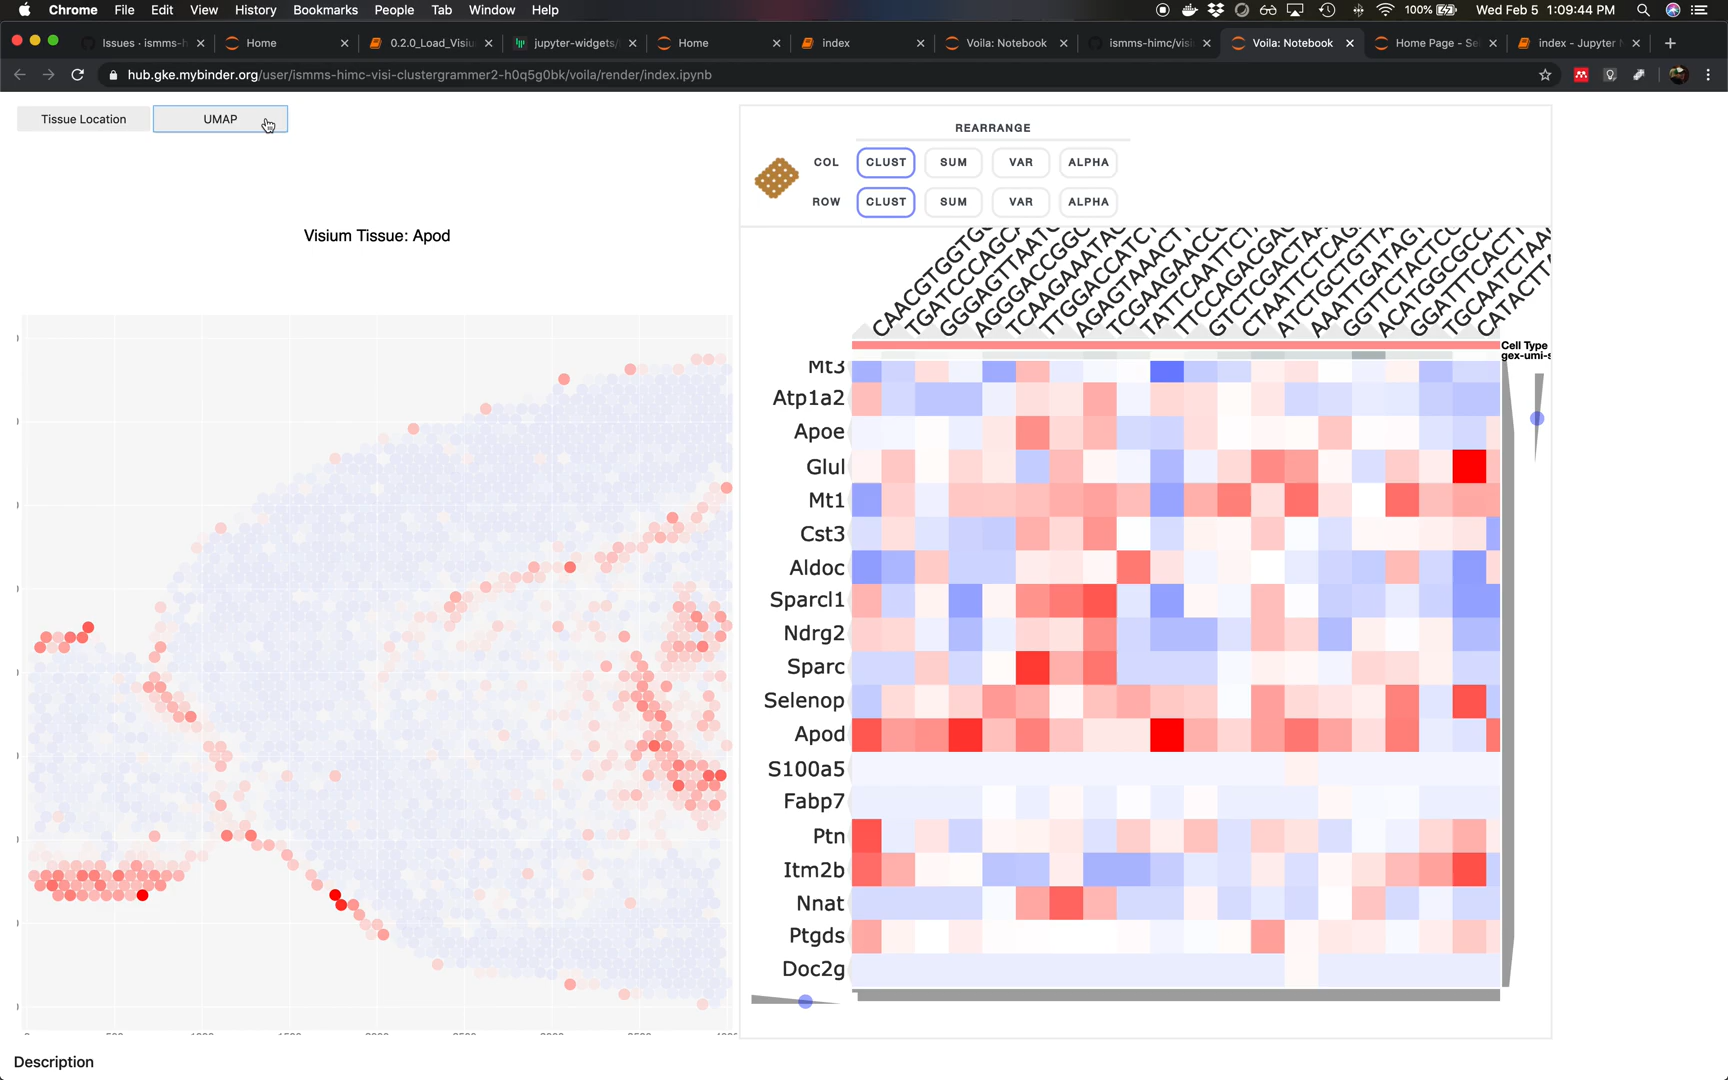 Chrome File Edit View History Bookmarks People Tab Window Help 100% Wed Feb 5 1:09:44 PM
Issues · ismms-h Home 0.2.0_Load_Visiu jupyter-widgets/ Home index Voila: Notebook ismms-himc/visi Voila: Notebook Home Page - Se index - Jupyter
hub.gke.mybinder.org/user/ismms-himc-visi-clustergrammer2-h0q5g0bk/voila/render/index.ipynb
Tissue Location UMAP
Visium Tissue: Apod
REARRANGE
COL CLUST SUM VAR ALPHA
ROW CLUST SUM VAR ALPHA
Cell Type
gex-umi-s
Mt3
Atp1a2
Apoe
Glul
Mt1
Cst3
Aldoc
Sparcl1
Ndrg2
Sparc
Selenop
Apod
S100a5
Fabp7
Ptn
Itm2b
Nnat
Ptgds
Doc2g
Description